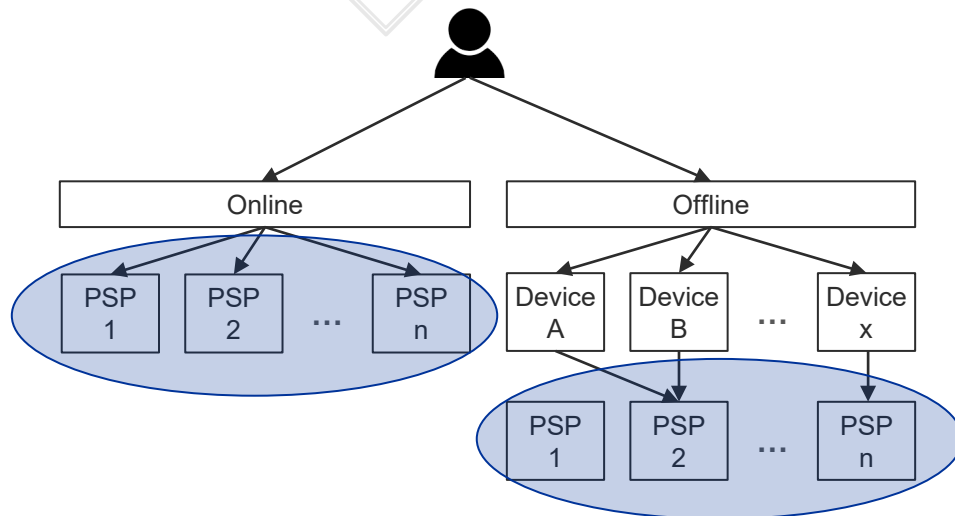 Online
Offline
PSP
1
PSP
2
...
PSP
n
Device
A
Device
B
...
Device
x
PSP
1
PSP
2
...
PSP
n